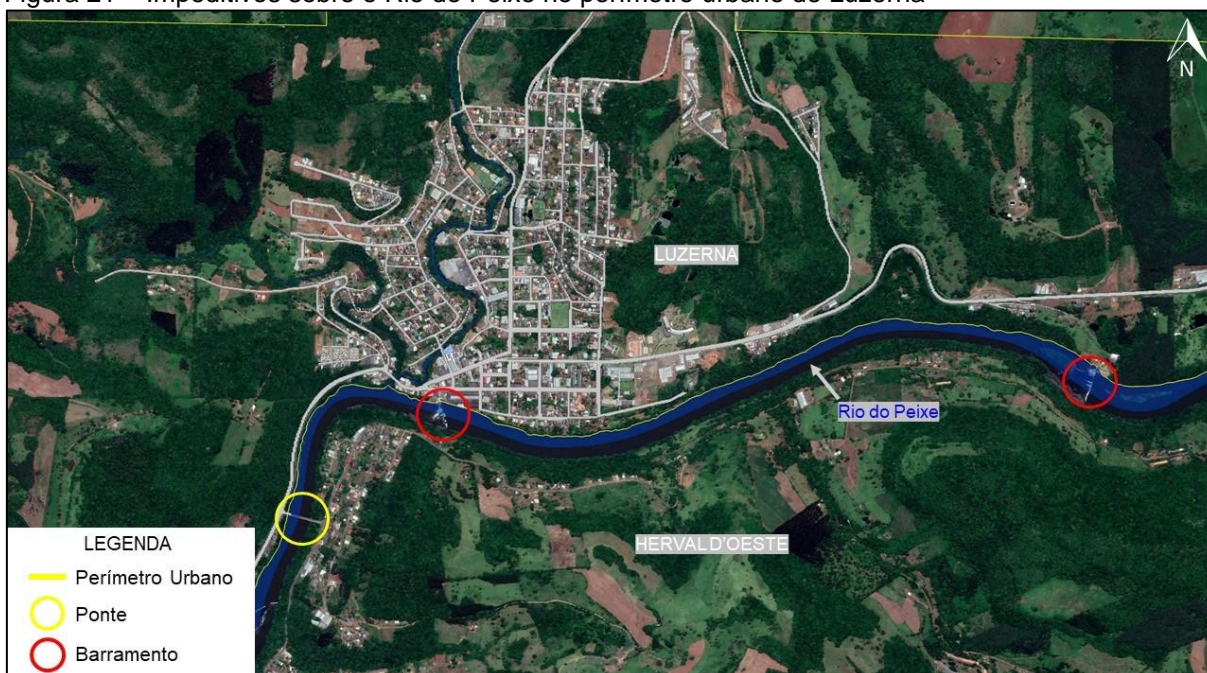 Figura 21 – Impeditivos sobre o Rio do Peixe no perímetro urbano de Luzerna
N
LUZERNA
Rio do Peixe
HERVAL D'OESTE
LEGENDA
Perímetro Urbano
Ponte
Barramento